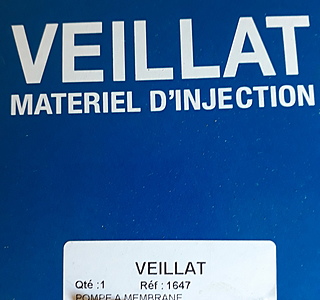 VEILLAT
MATERIEL D'INJECTION
VEILLAT
Qté :1 Réf : 1647
POMPE A MEMBRANE